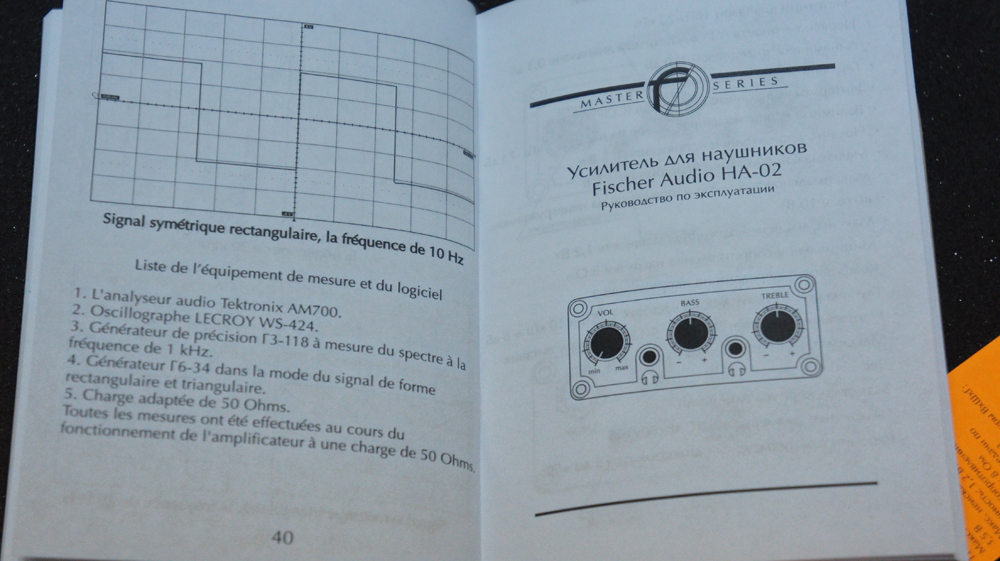 Signal symétrique rectangulaire, la fréquence de 10 Hz
Liste de l'équipement de mesure et du logiciel
1. L'analyseur audio Tektronix AM700.
2. Oscillographe LECROY WS-424.
3. Générateur de précision Г3-118 à mesure du spectre à la
fréquence de 1 kHz.
4. Générateur Г6-34 dans la mode du signal de forme
rectangulaire et triangulaire.
5. Charge adaptée de 50 Ohms.
Toutes les mesures ont été effectuées au cours du
fonctionnement de l'amplificateur à une charge de 50 Ohms.
40
MASTER SERIES
Усилитель для наушников
Fischer Audio HA-02
Руководство по эксплуатации
VOL BASS TREBLE
min max - + - +